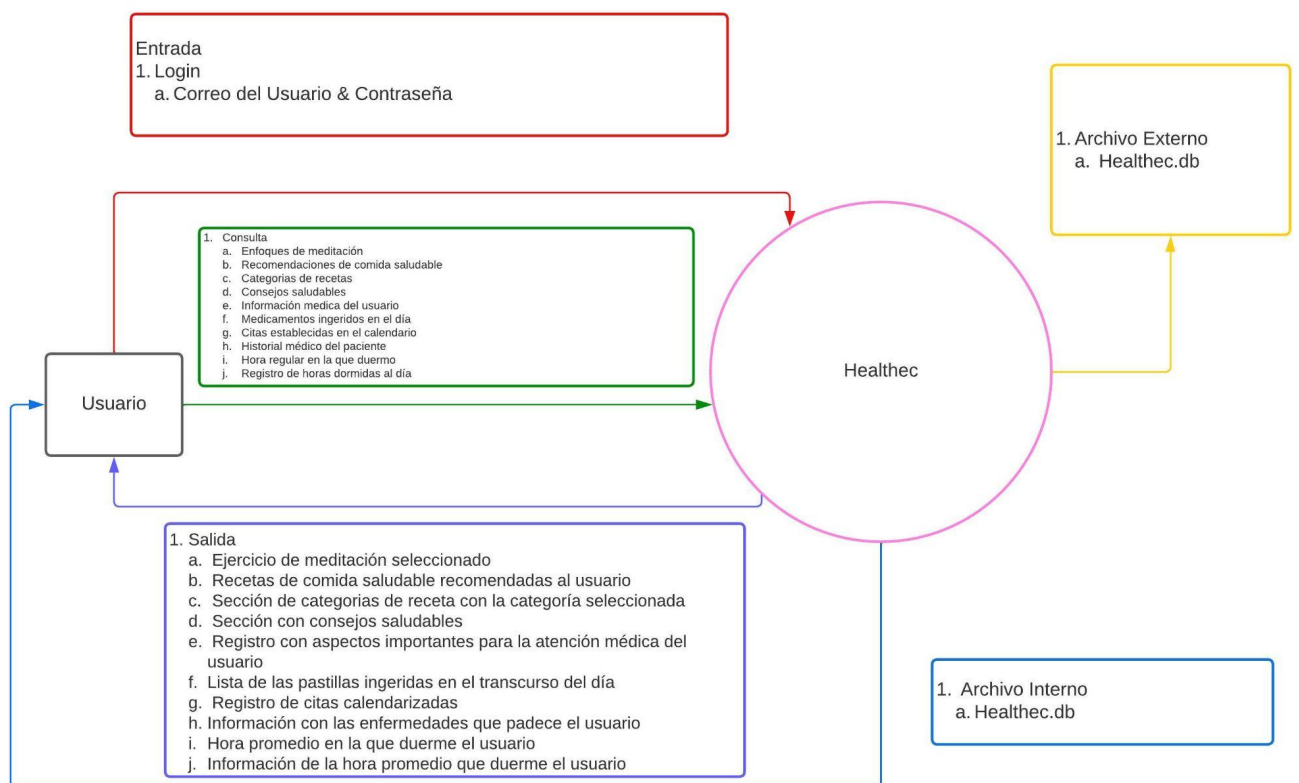 Entrada
1. Login
a. Correo del Usuario & Contraseña
1. Archivo Externo
a. Healthec.db
1. Consulta
a. Enfoques de meditación
b. Recomendaciones de comida saludable
c. Categorias de recetas
d. Consejos saludables
e. Información medica del usuario
f. Medicamentos ingeridos en el día
g. Citas establecidas en el calendario
h. Historial médico del paciente
i. Hora regular en la que duermo
j. Registro de horas dormidas al día
Usuario
Healthec
1. Salida
a. Ejercicio de meditación seleccionado
b. Recetas de comida saludable recomendadas al usuario
c. Sección de categorias de receta con la categoría seleccionada
d. Sección con consejos saludables
e. Registro con aspectos importantes para la atención médica del
usuario
f. Lista de las pastillas ingeridas en el transcurso del día
g. Registro de citas calendarizadas
h. Información con las enfermedades que padece el usuario
i. Hora promedio en la que duerme el usuario
j. Información de la hora promedio que duerme el usuario
1. Archivo Interno
a. Healthec.db